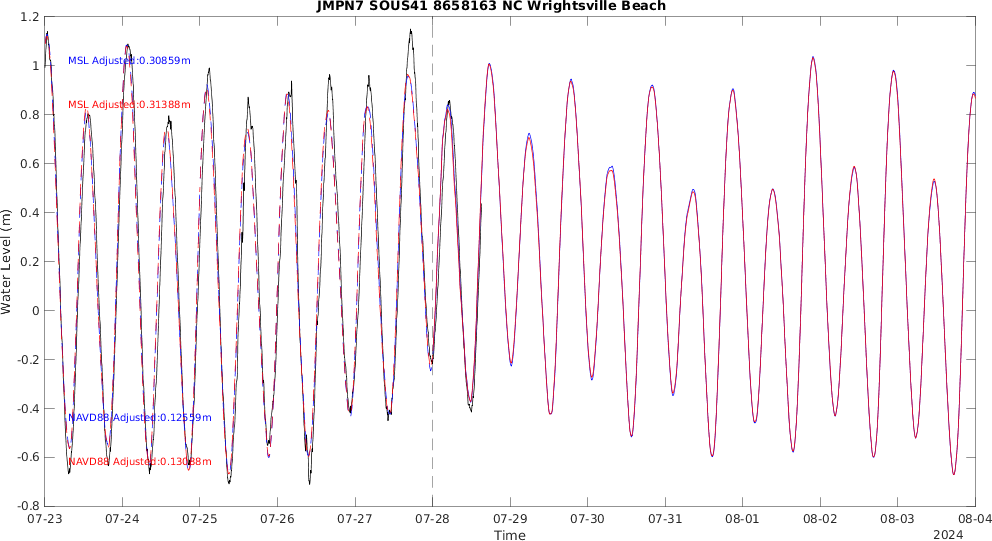 JMPN7 SOUS41 8658163 NC Wrightsville Beach
1.2
1
0.8
0.6
0.4
0.2
0
-0.2
-0.4
-0.6
-0.8
Water Level (m)
MSL Adjusted:0.30859m
MSL Adjusted:0.31388m
NAVD88 Adjusted:0.12559m
NAVD88 Adjusted:0.13088m
07-23 07-24 07-25 07-26 07-27 07-28 07-29 07-30 07-31 08-01 08-02 08-03 08-04
Time
2024